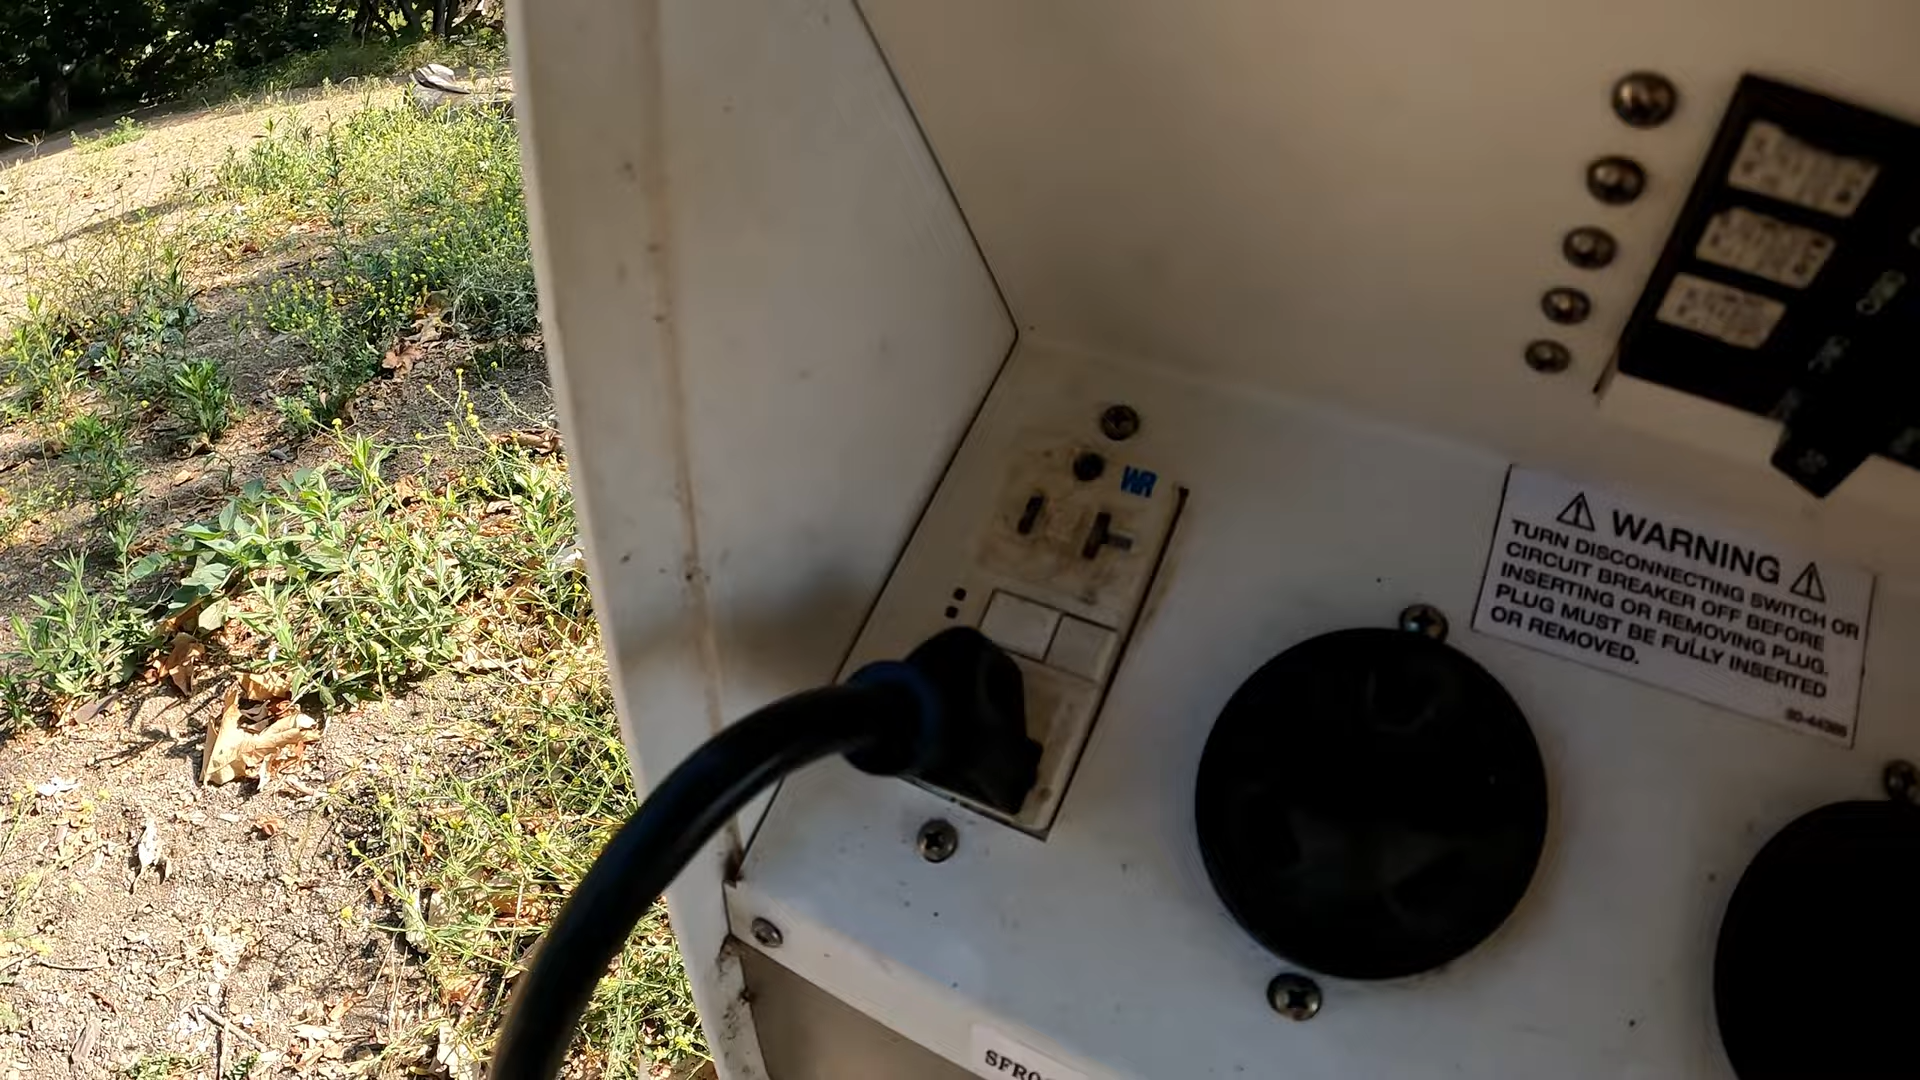 WR
WARNING
TURN DISCONNECTING SWITCH OR
CIRCUIT BREAKER OFF BEFORE
INSERTING OR REMOVING PLUG.
PLUG MUST BE FULLY INSERTED
OR REMOVED.